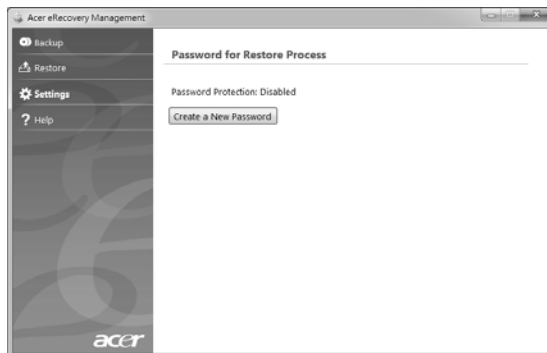 Acer eRecovery Management
Backup
Restore
Settings
Help
Password for Restore Process
Password Protection: Disabled
Create a New Password
acer